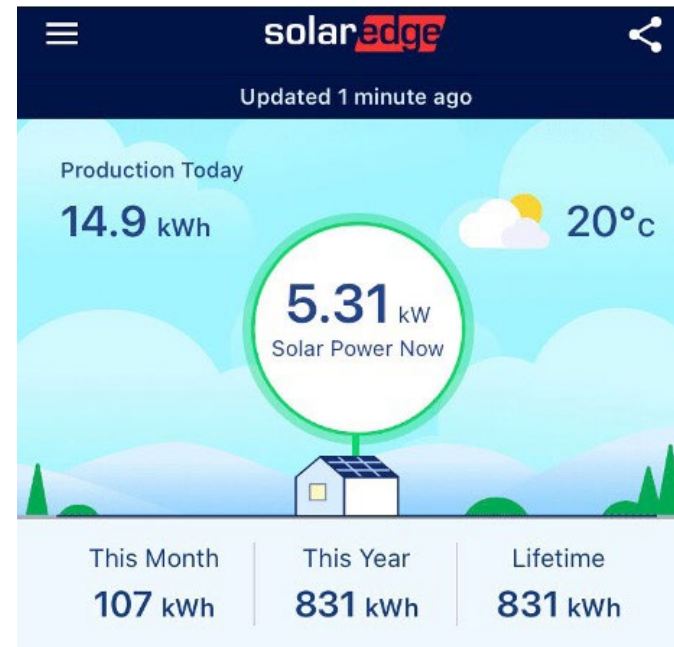 solaredge
Updated 1 minute ago
Production Today
14.9 kWh
20°c
5.31 kW
Solar Power Now
This Month
This Year
Lifetime
107 kWh
831 kWh
831 kWh